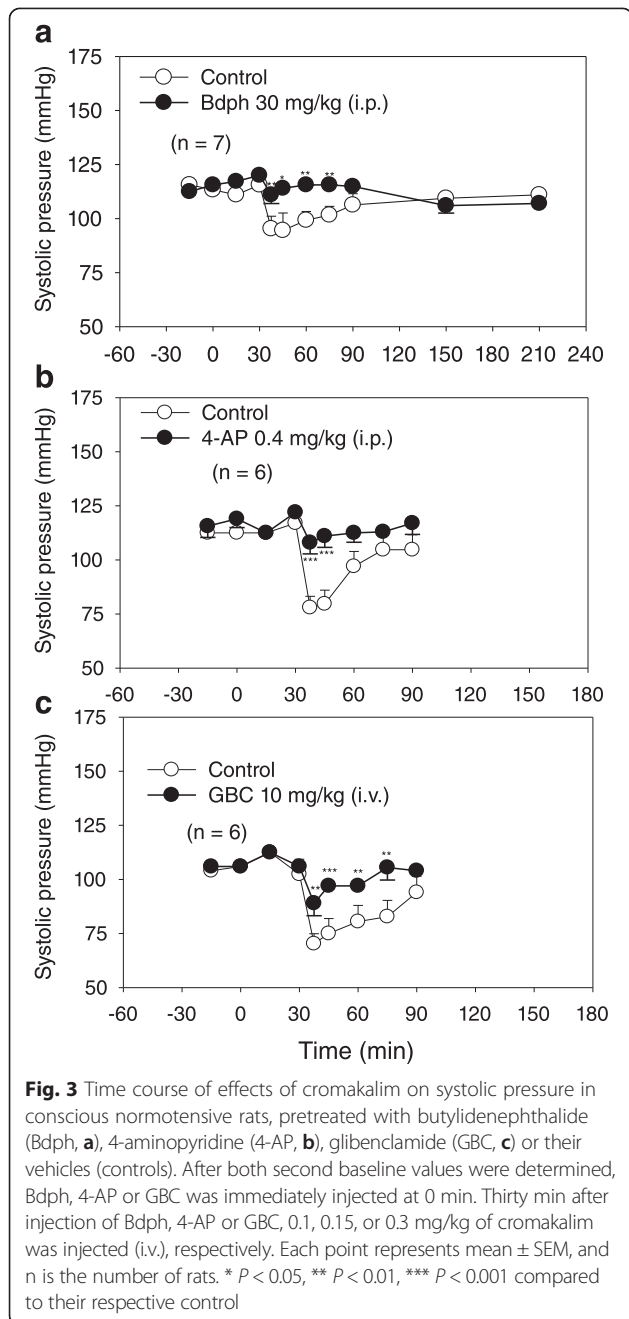 a
175
150
125
100
75
50
Systolic pressure (mmHg)
Control
Bdph 30 mg/kg (i.p.)
(n = 7)
** * ** **
-60 -30 0 30 60 90 120 150 180 210 240
b
175
150
125
100
75
50
Systolic pressure (mmHg)
Control
4-AP 0.4 mg/kg (i.p.)
(n = 6)
*** ***
-60 -30 0 30 60 90 120 150 180
c
175
150
125
100
75
50
Systolic pressure (mmHg)
Control
GBC 10 mg/kg (i.v.)
(n = 6)
** *** ** **
-60 -30 0 30 60 90 120 150 180
Time (min)
Fig. 3 Time course of effects of cromakalim on systolic pressure in
conscious normotensive rats, pretreated with butylidenephthalide
(Bdph, a), 4-aminopyridine (4-AP, b), glibenclamide (GBC, c) or their
vehicles (controls). After both second baseline values were determined,
Bdph, 4-AP or GBC was immediately injected at 0 min. Thirty min after
injection of Bdph, 4-AP or GBC, 0.1, 0.15, or 0.3 mg/kg of cromakalim
was injected (i.v.), respectively. Each point represents mean ± SEM, and
n is the number of rats. * P < 0.05, ** P < 0.01, *** P < 0.001 compared
to their respective control